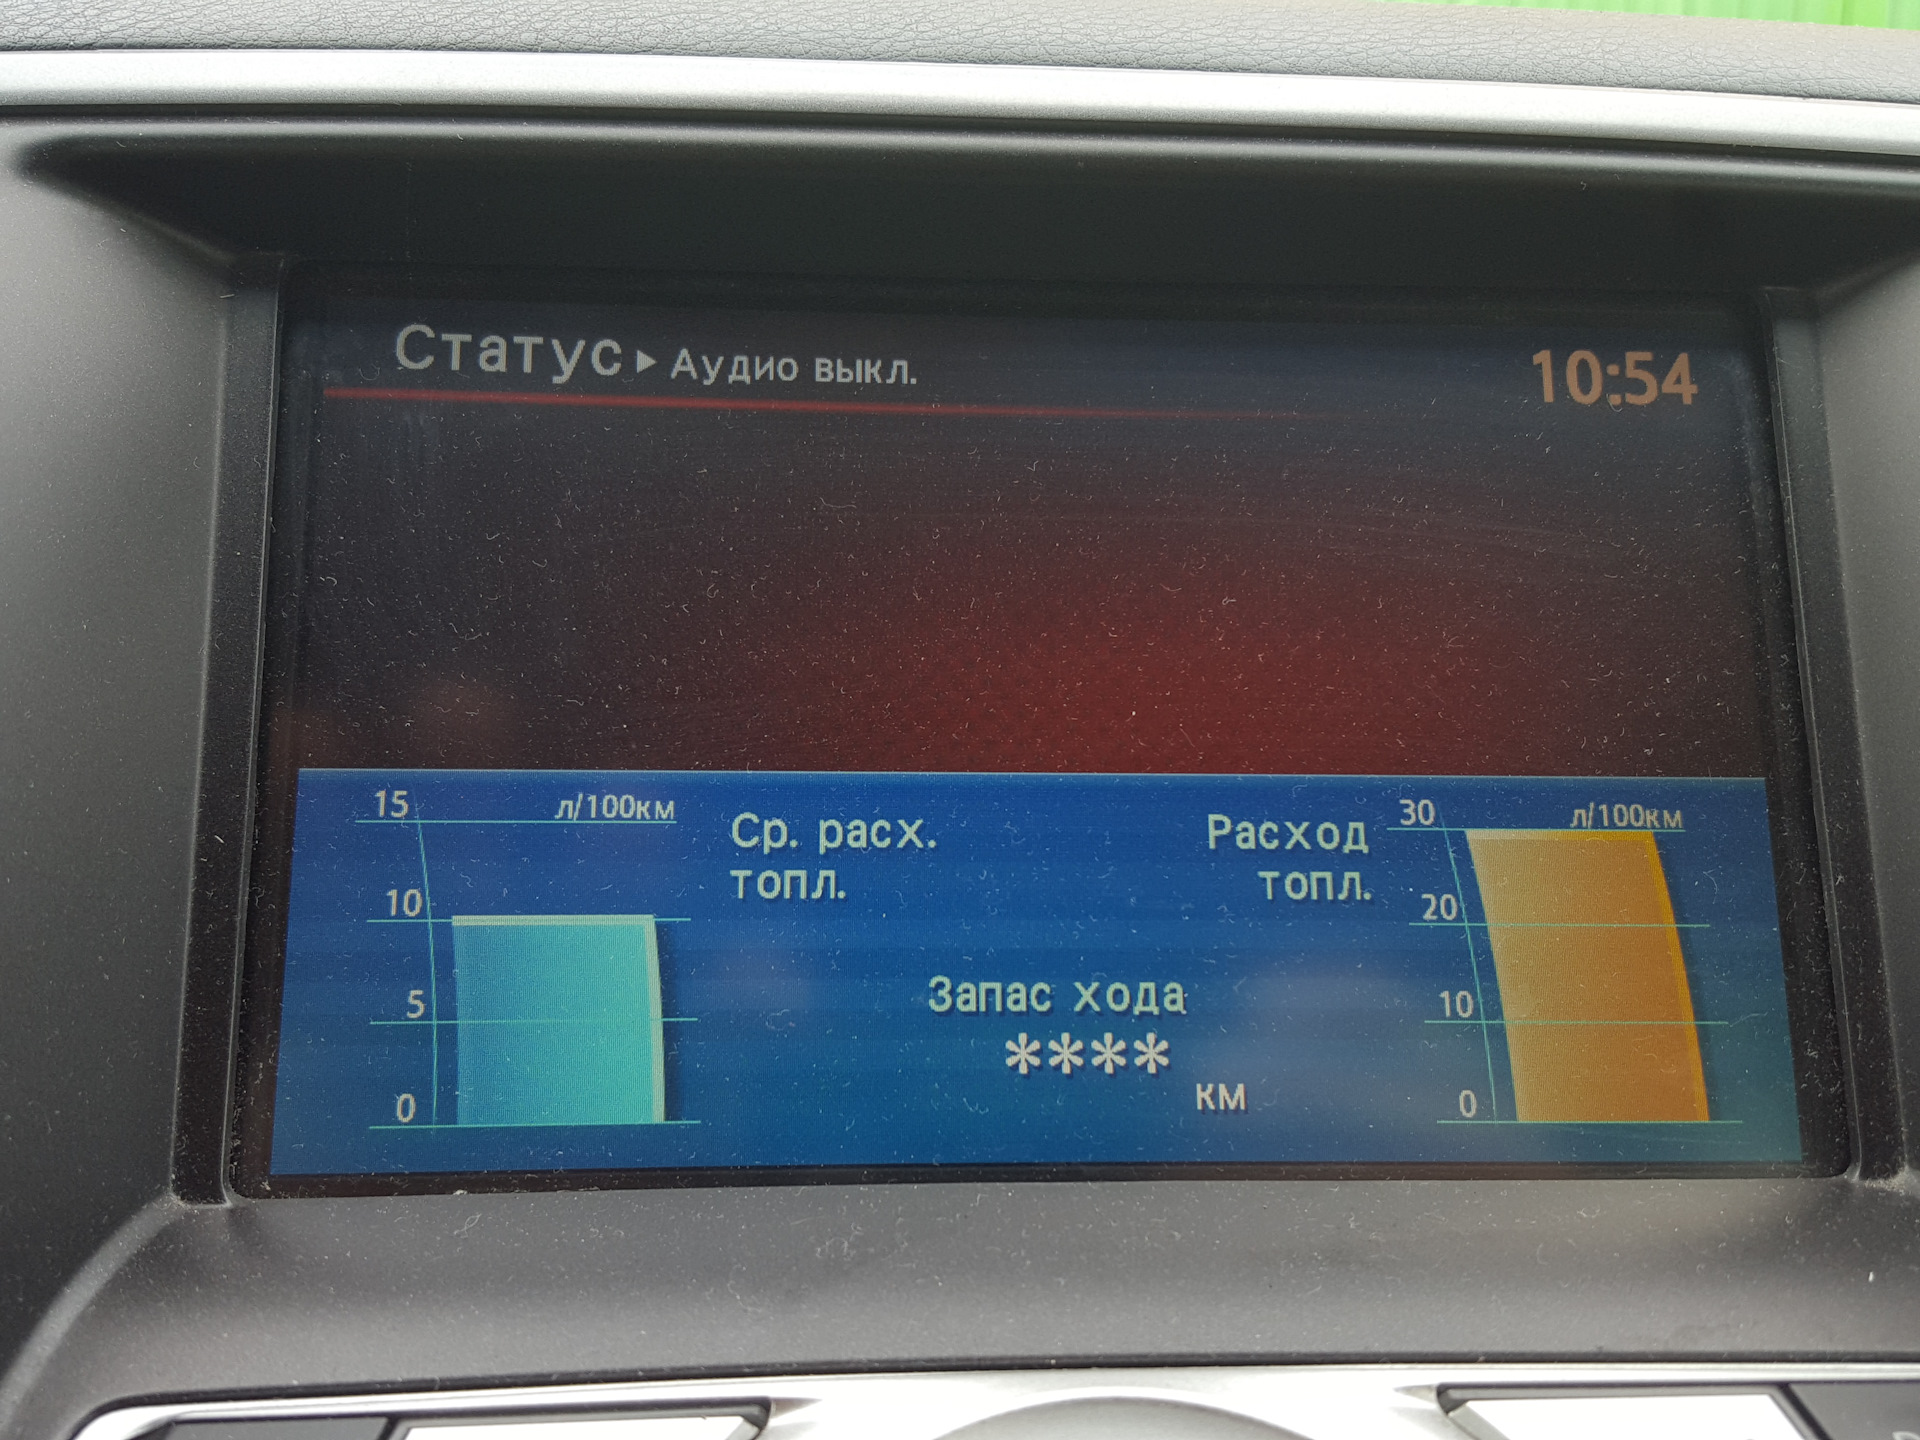 Статус ▸ Аудио выкл.
10:54
15
л/100км
10
5
0
Ср. расх.
топл.
Расход
топл.
Запас хода
****
км
30
л/100км
20
10
0